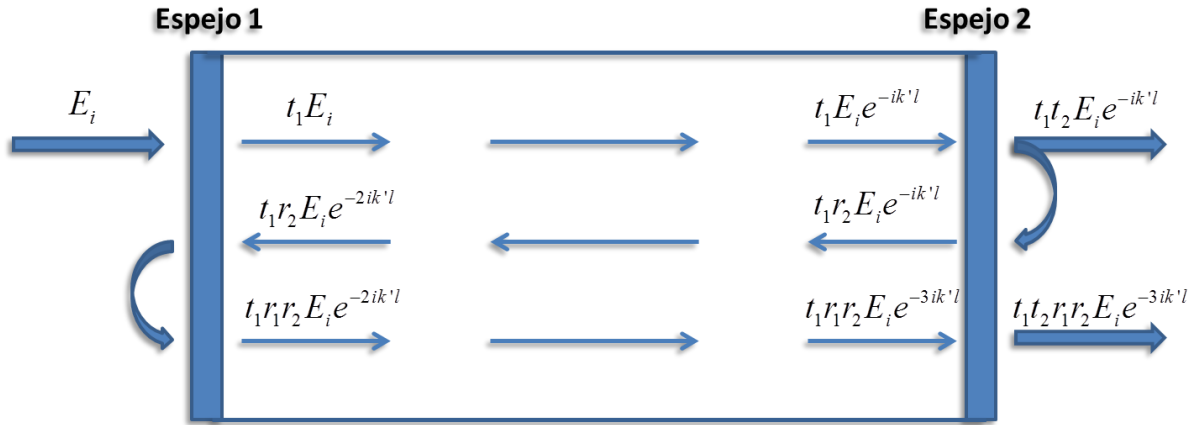 Espejo 1 Espejo 2
E_i t_1E_i t_1E_ie^{-ik'l} t_1t_2E_ie^{-ik'l}
t_1r_2E_ie^{-2ik'l} t_1r_2E_ie^{-ik'l}
t_1r_1r_2E_ie^{-2ik'l} t_1r_1r_2E_ie^{-3ik'l} t_1t_2r_1r_2E_ie^{-3ik'l}